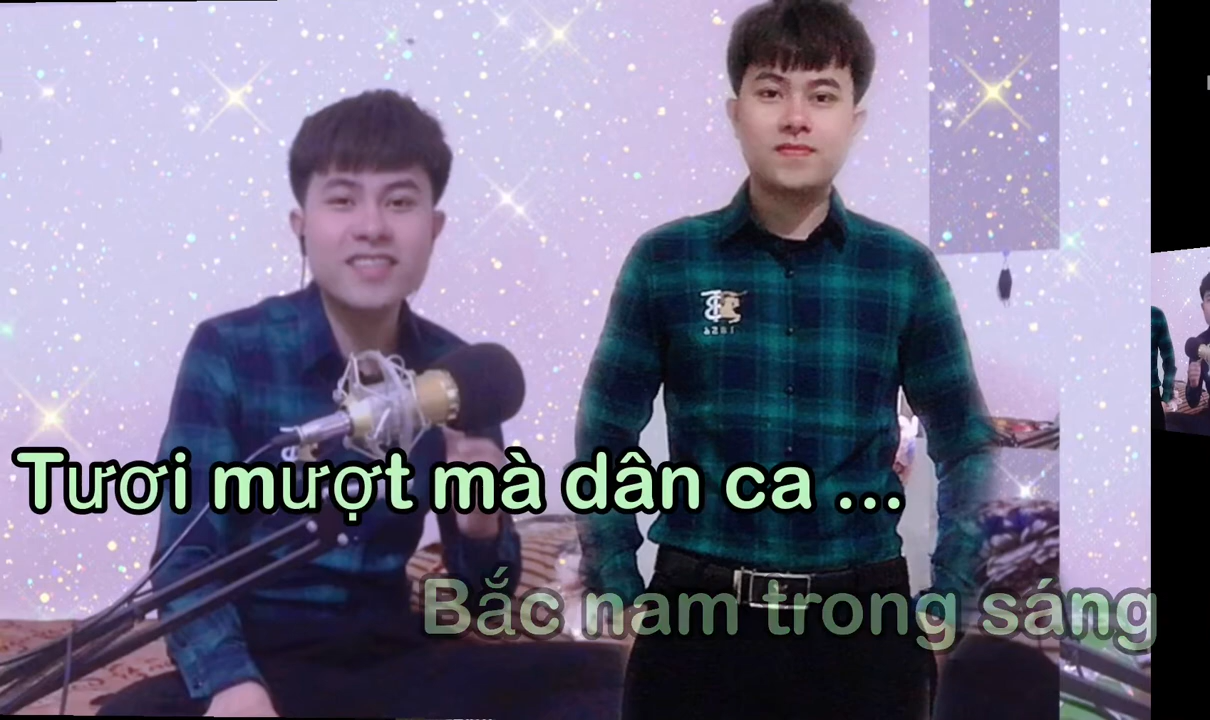 Tươi mượt mà dân ca ...
Bắc nam trong sáng